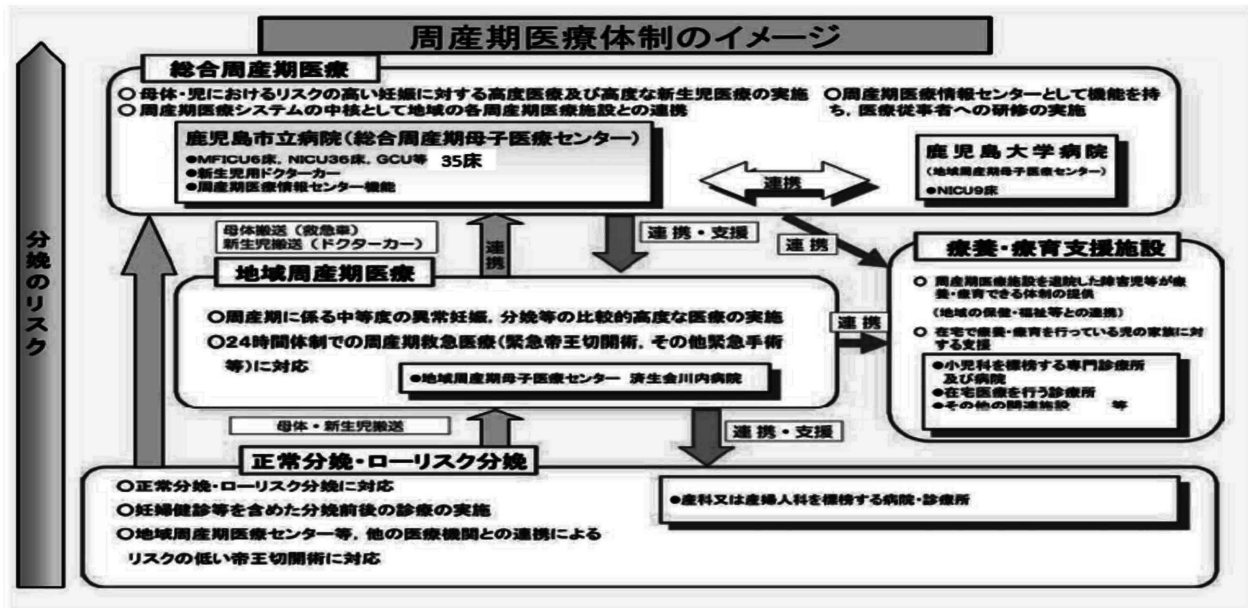 周産期医療体制のイメージ
分娩のリスク
総合周産期医療
○母体・児におけるリスクの高い妊娠に対する高度医療及び高度な新生児医療の実施
○周産期医療システムの中核として地域の各周産期医療施設との連携
○周産期医療情報センターとして機能を持
ち，医療従事者への研修の実施
鹿児島市立病院(総合周産期母子医療センター)
●MFICU6床，NICU36床，GCU等 35床
●新生児用ドクターカー
●周産期医療情報センター機能
連携
鹿児島大学病院
(地域周産期母子医療センター)
●NICU9床
母体搬送（救急車）
新生児搬送（ドクターカー）
連携
連携・支援
連携
地域周産期医療
○周産期に係る中等度の異常妊娠，分娩等の比較的高度な医療の実施
○24時間体制での周産期救急医療(緊急帝王切開術，その他緊急手術
等)に対応
●地域周産期母子医療センター 済生会川内病院
連携
療養・療育支援施設
○ 周産期医療施設を退院した障害児等が療
養・療育できる体制の提供
(地域の保健・福祉等との連携)
○ 在宅で療養・療育を行っている児の家族に対
する支援
●小児科を標榜する専門診療所
及び病院
●在宅医療を行う診療所
●その他の関連施設 等
母体・新生児搬送
連携・支援
正常分娩・ローリスク分娩
○正常分娩・ローリスク分娩に対応
○妊婦健診等を含めた分娩前後の診療の実施
○地域周産期医療センター等，他の医療機関との連携による
リスクの低い帝王切開術に対応
●産科又は産婦人科を標榜する病院・診療所